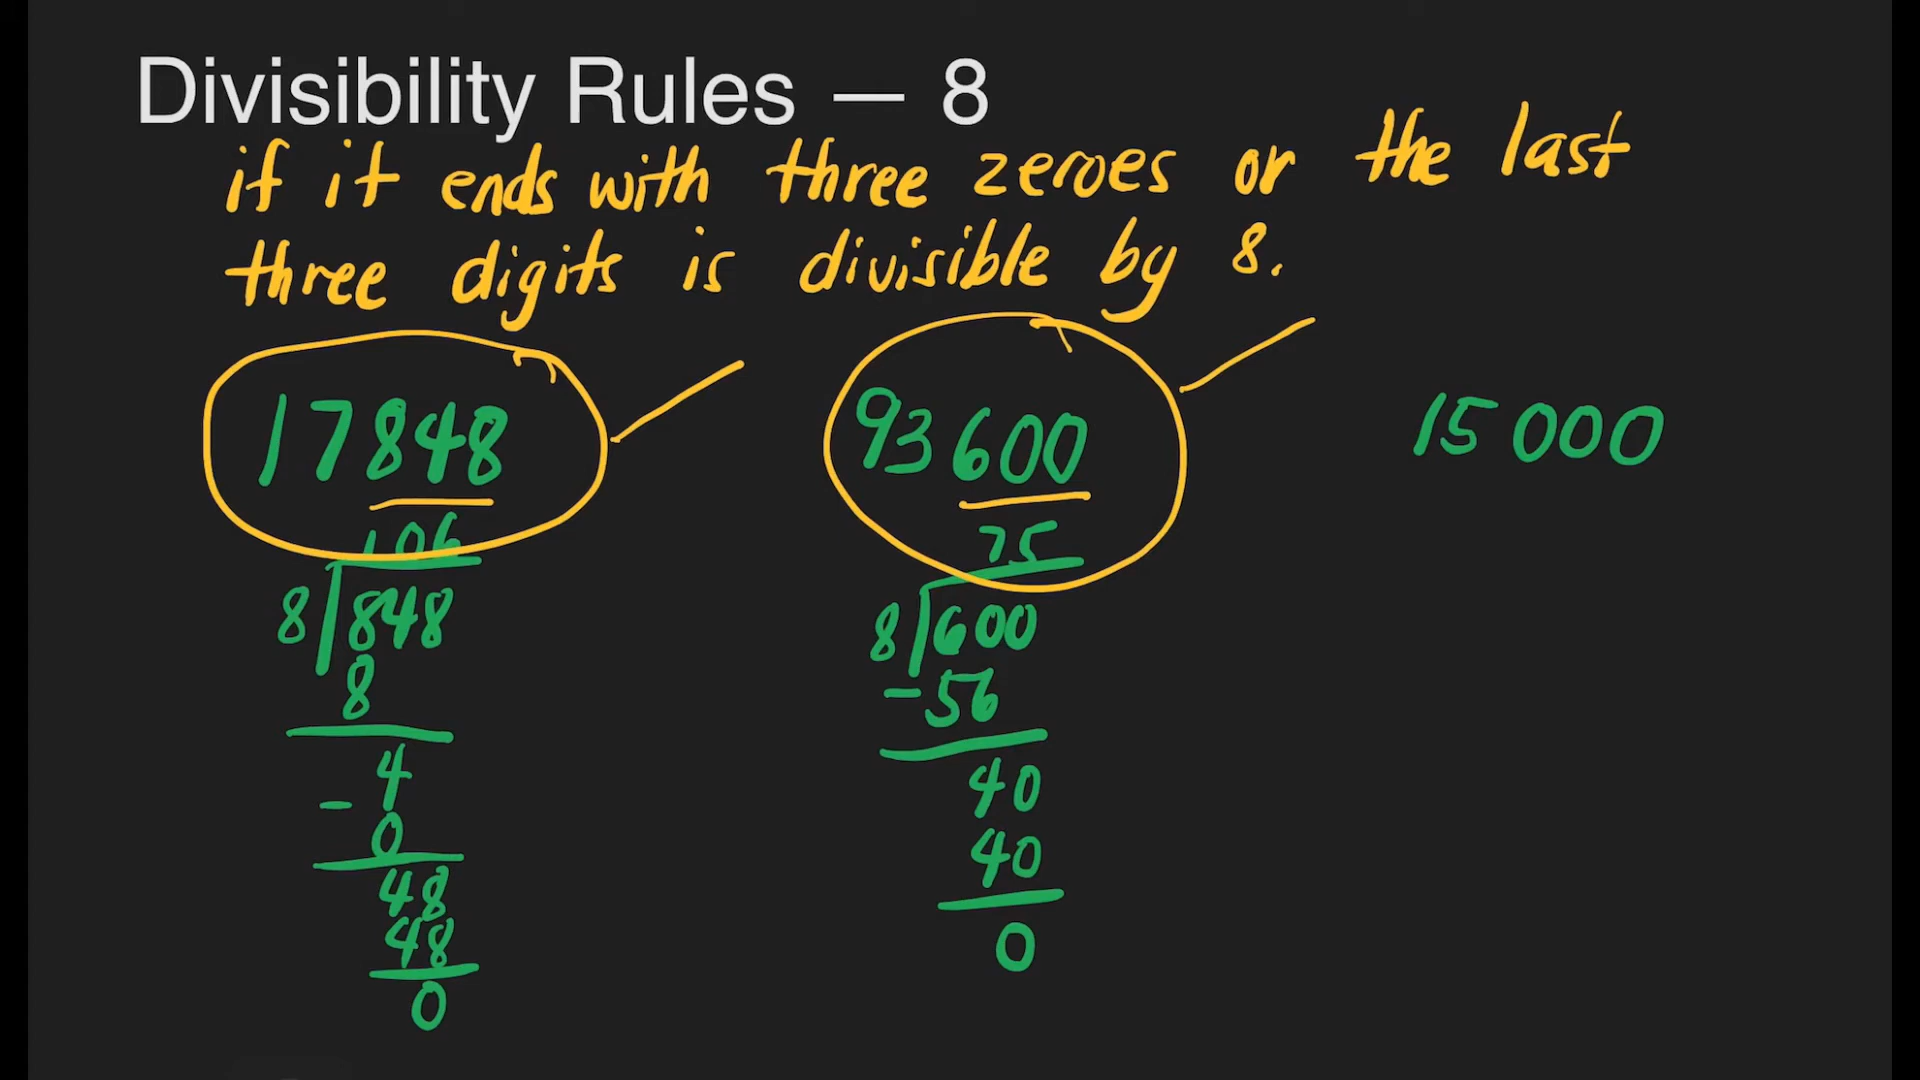 Divisibility Rules — 8
if it ends with three zeroes or the last
three digits is divisible by 8.
17848 93600 15000
106 75
8 848 8 600
8 -56
4 40
- 0 40
48 0
48
0